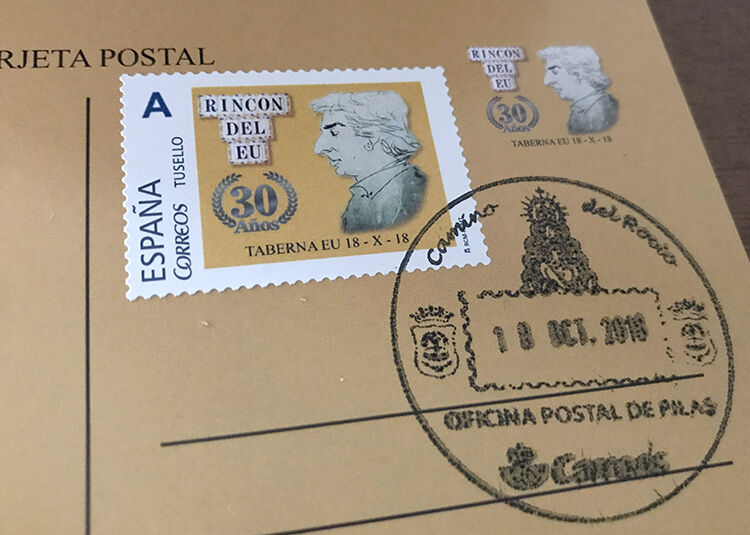 RJETA POSTAL
A
ESPAÑA
CORREOS
TUSELLO
RINCON
DEL
EU
30
Años
TABERNA EU 18 - X - 18
RINCON
DEL
EU
30
Años
TABERNA EU 18 - X - 18
Camino del Rocio
18 OCT. 2018
OFICINA POSTAL DE PILAS
Correos